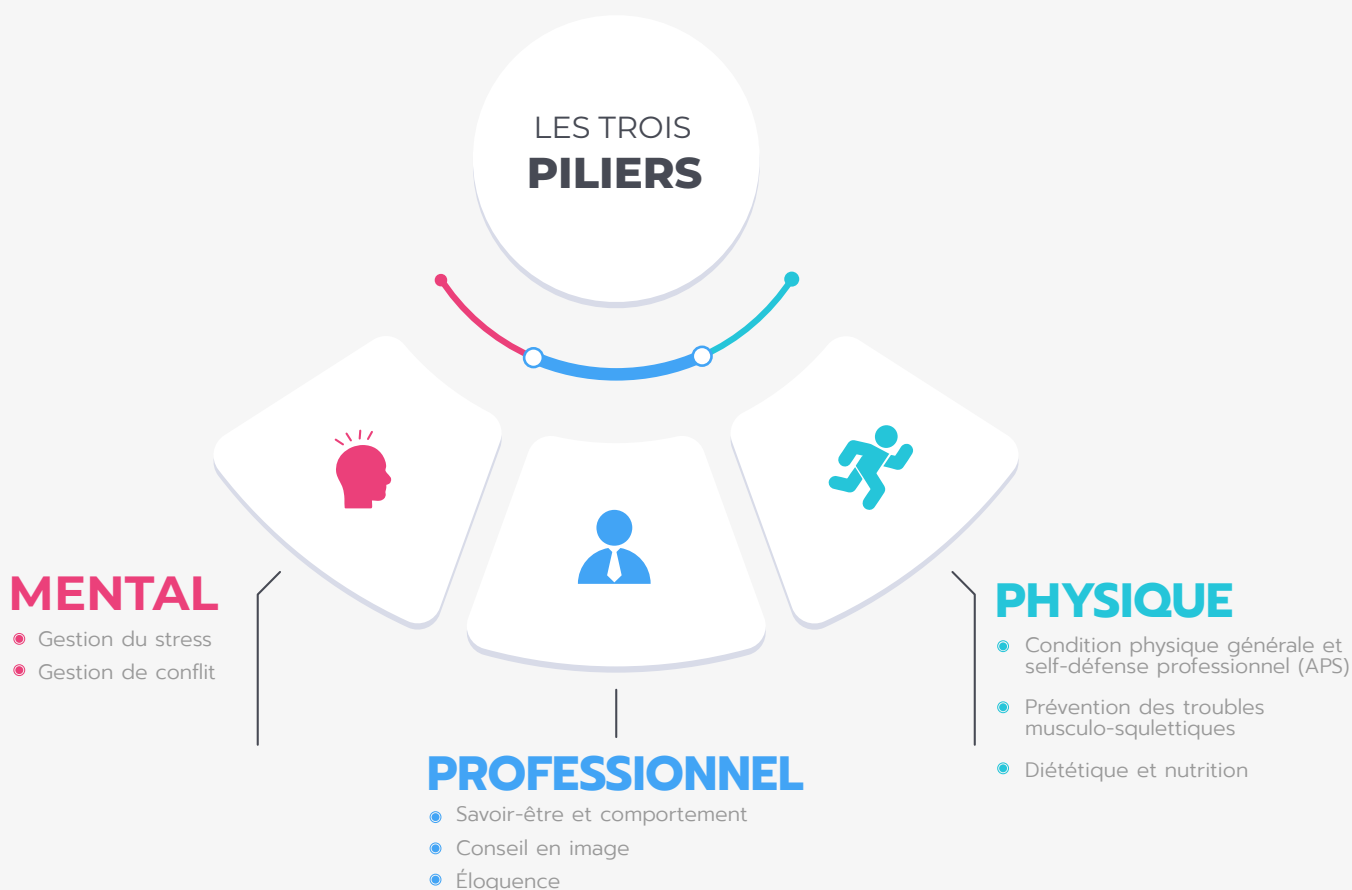 LES TROIS
PILIERS
MENTAL
Gestion du stress
Gestion de conflit
PROFESSIONNEL
Savoir-être et comportement
Conseil en image
Éloquence
PHYSIQUE
Condition physique générale et
self-défense professionnel (APS)
Prévention des troubles
musculo-squlettiques
Diététique et nutrition